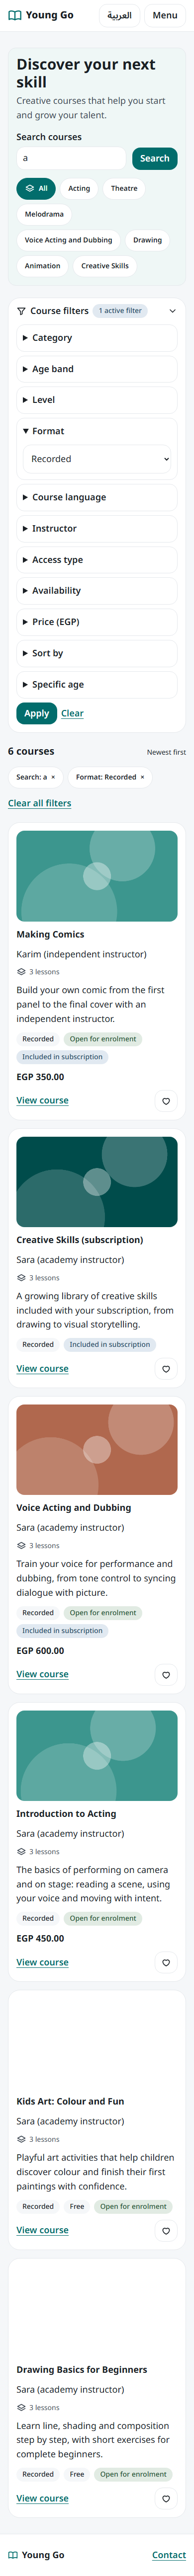 Young Go
العربية
Menu
Discover your next
skill
Creative courses that help you start
and grow your talent.
Search courses
a
Search
All
Acting
Theatre
Melodrama
Voice Acting and Dubbing
Drawing
Animation
Creative Skills
Course filters
1 active filter
Category
Age band
Level
Format
Recorded
Course language
Instructor
Access type
Availability
Price (EGP)
Sort by
Specific age
Apply
Clear
6 courses
Newest first
Search: a ×
Format: Recorded ×
Clear all filters
Making Comics
Karim (independent instructor)
3 lessons
Build your own comic from the first
panel to the final cover with an
independent instructor.
Recorded
Open for enrolment
Included in subscription
EGP 350.00
View course
Creative Skills (subscription)
Sara (academy instructor)
3 lessons
A growing library of creative skills
included with your subscription, from
drawing to visual storytelling.
Recorded
Included in subscription
View course
Voice Acting and Dubbing
Sara (academy instructor)
3 lessons
Train your voice for performance and
dubbing, from tone control to syncing
dialogue with picture.
Recorded
Open for enrolment
Included in subscription
EGP 600.00
View course
Introduction to Acting
Sara (academy instructor)
3 lessons
The basics of performing on camera
and on stage: reading a scene, using
your voice and moving with intent.
Recorded
Open for enrolment
EGP 450.00
View course
Kids Art: Colour and Fun
Sara (academy instructor)
3 lessons
Playful art activities that help children
discover colour and finish their first
paintings with confidence.
Recorded
Free
Open for enrolment
View course
Drawing Basics for Beginners
Sara (academy instructor)
3 lessons
Learn line, shading and composition
step by step, with short exercises for
complete beginners.
Recorded
Free
Open for enrolment
View course
Young Go
Contact